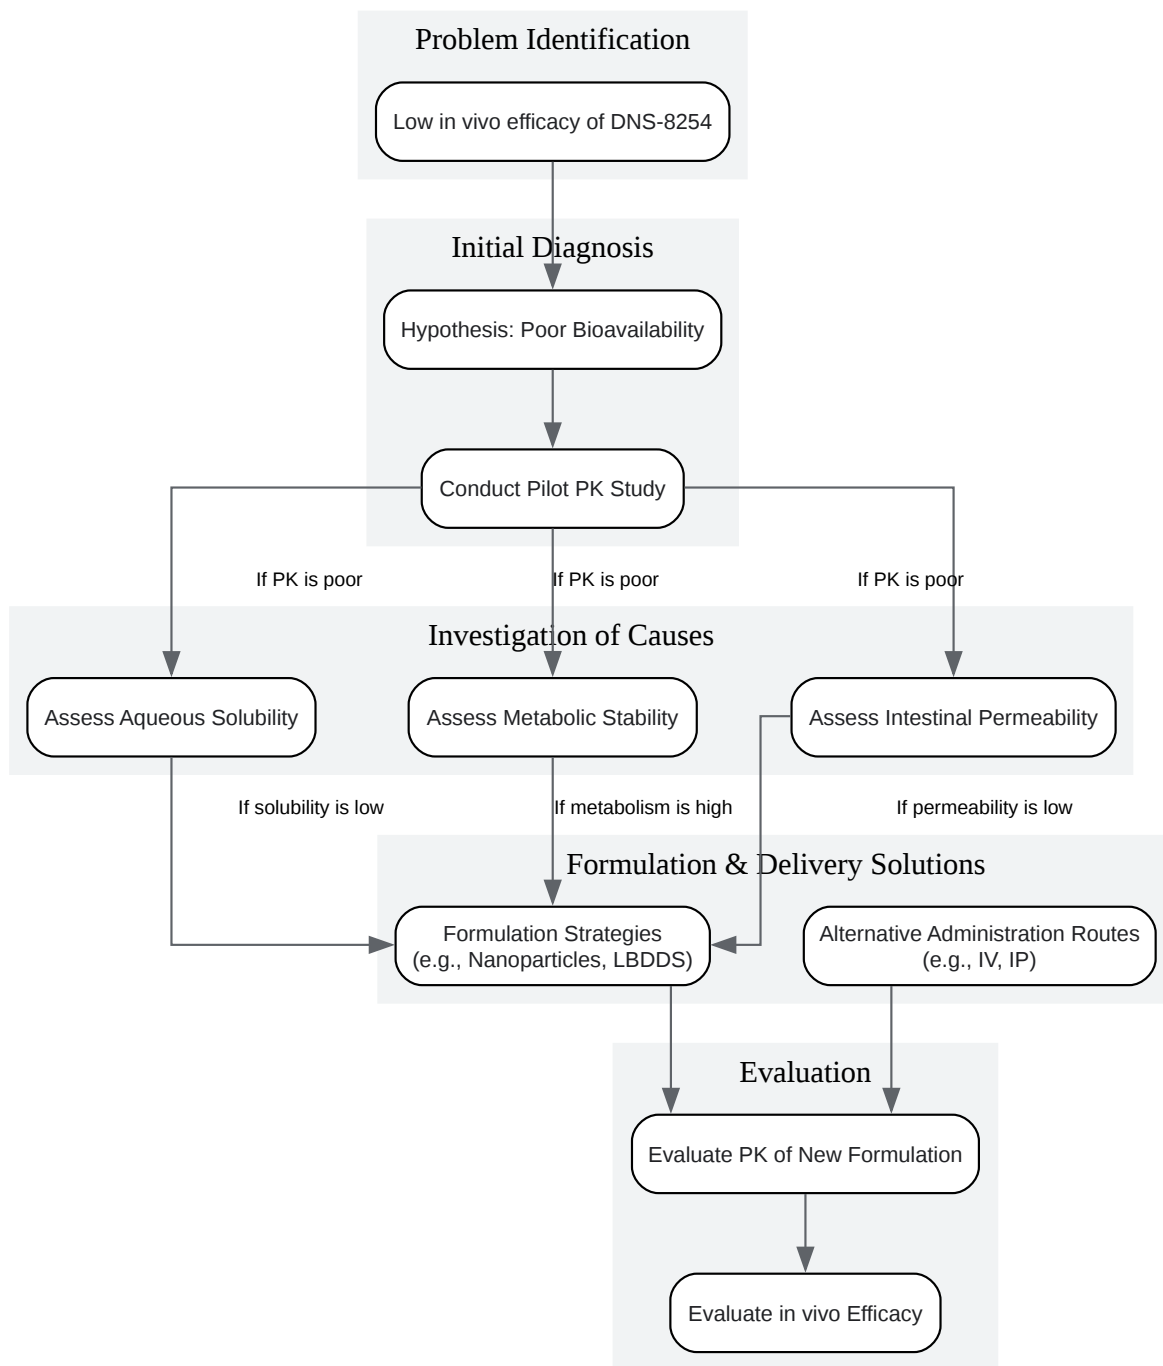 Problem Identification
Low in vivo efficacy of DNS-8254
Initial Diagnosis
Hypothesis: Poor Bioavailability
Conduct Pilot PK Study
If PK is poor
If PK is poor
If PK is poor
Investigation of Causes
Assess Aqueous Solubility
Assess Metabolic Stability
Assess Intestinal Permeability
If solubility is low
If metabolism is high
If permeability is low
Formulation & Delivery Solutions
Formulation Strategies
(e.g., Nanoparticles, LBDDS)
Alternative Administration Routes
(e.g., IV, IP)
Evaluation
Evaluate PK of New Formulation
Evaluate in vivo Efficacy